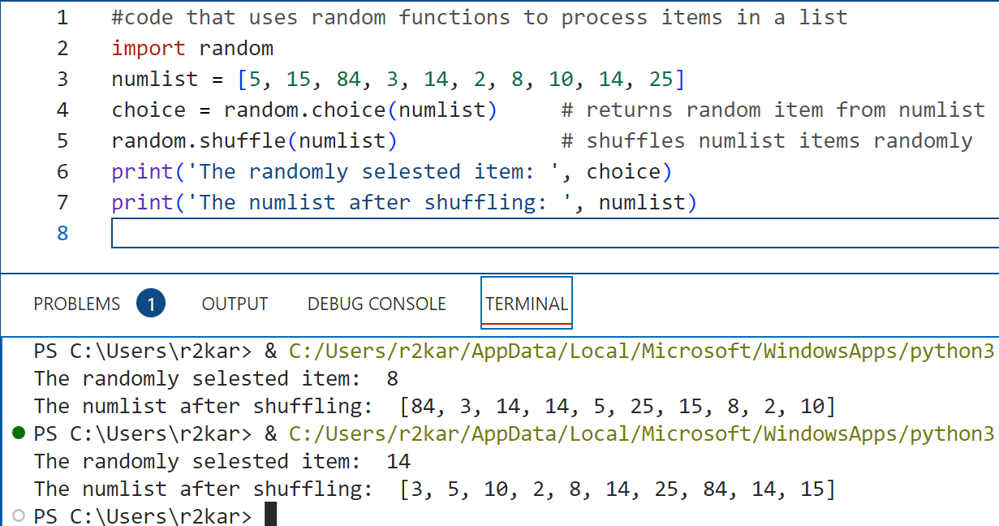 1 #code that uses random functions to process items in a list
2 import random
3 numlist = [5, 15, 84, 3, 14, 2, 8, 10, 14, 25]
4 choice = random.choice(numlist)     # returns random item from numlist
5 random.shuffle(numlist)             # shuffles numlist items randomly
6 print('The randomly selested item: ', choice)
7 print('The numlist after shuffling: ', numlist)
8
PROBLEMS 1 OUTPUT DEBUG CONSOLE TERMINAL
PS C:\Users\r2kar> & C:/Users/r2kar/AppData/Local/Microsoft/WindowsApps/python3
The randomly selested item:  8
The numlist after shuffling:  [84, 3, 14, 14, 5, 25, 15, 8, 2, 10]
PS C:\Users\r2kar> & C:/Users/r2kar/AppData/Local/Microsoft/WindowsApps/python3
The randomly selested item:  14
The numlist after shuffling:  [3, 5, 10, 2, 8, 14, 25, 84, 14, 15]
PS C:\Users\r2kar>